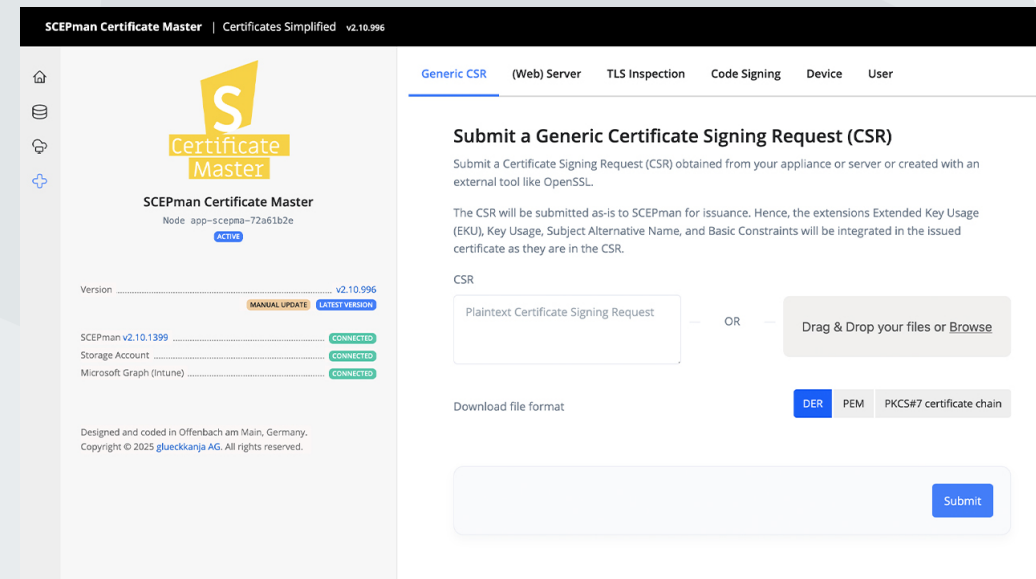 SCEPman Certificate Master | Certificates Simplified v2.10.996
S
Certificate
Master
SCEPman Certificate Master
Node app-scepma-72a61b2e
ACTIVE
Version v2.10.996
MANUAL UPDATE LATEST VERSION
SCEPman v2.10.1399 CONNECTED
Storage Account CONNECTED
Microsoft Graph (Intune) CONNECTED
Designed and coded in Offenbach am Main, Germany.
Copyright © 2025 glueckkanja AG. All rights reserved.
Generic CSR (Web) Server TLS Inspection Code Signing Device User
Submit a Generic Certificate Signing Request (CSR)
Submit a Certificate Signing Request (CSR) obtained from your appliance or server or created with an
external tool like OpenSSL.
The CSR will be submitted as-is to SCEPman for issuance. Hence, the extensions Extended Key Usage
(EKU), Key Usage, Subject Alternative Name, and Basic Constraints will be integrated in the issued
certificate as they are in the CSR.
CSR
Plaintext Certificate Signing Request
OR
Drag & Drop your files or Browse
Download file format
DER PEM PKCS#7 certificate chain
Submit